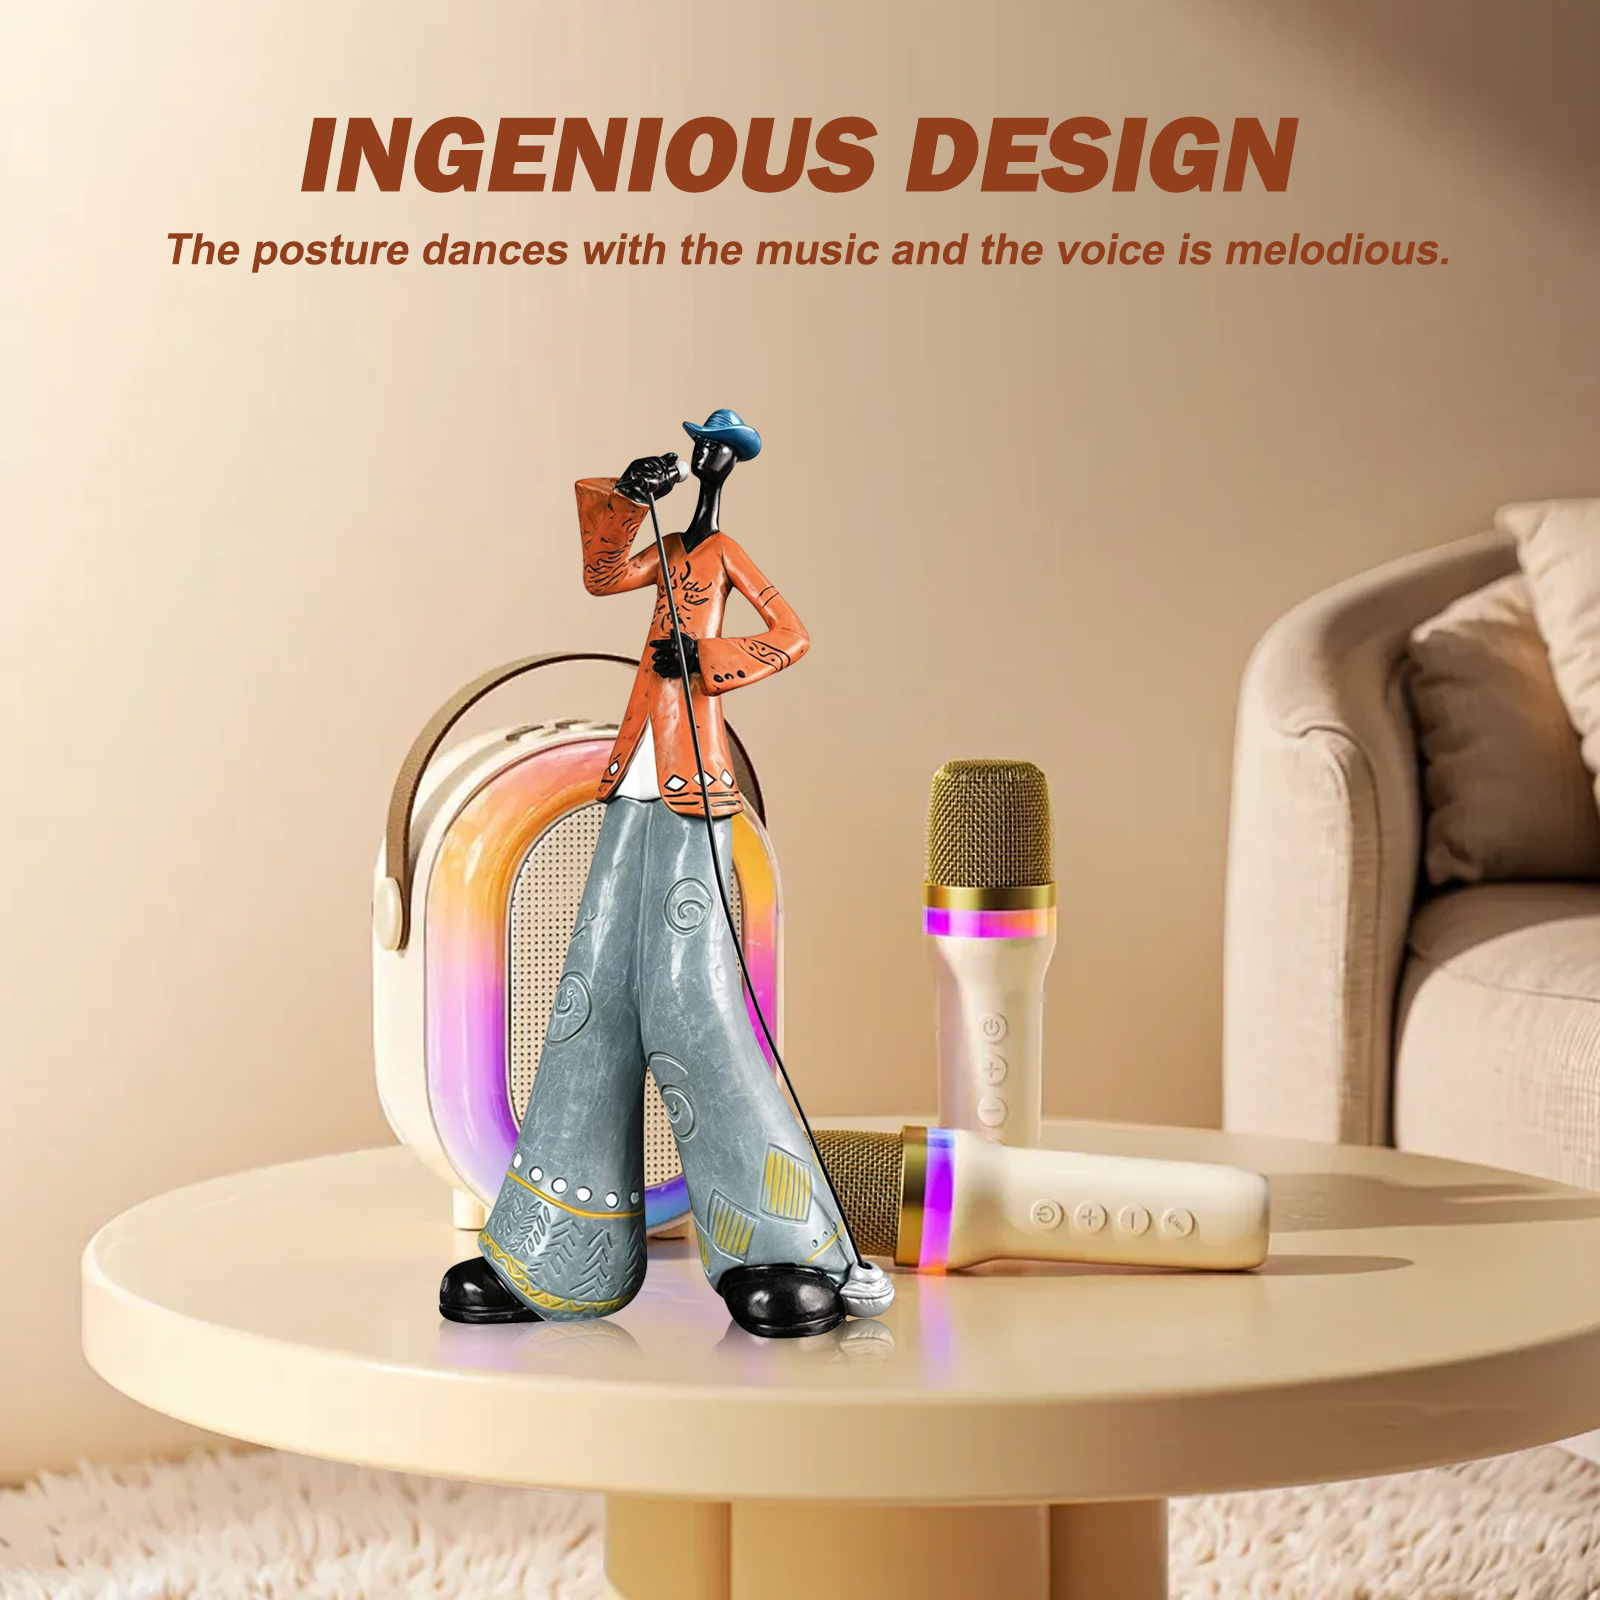 INGENIOUS DESIGN
The posture dances with the music and the voice is melodious.